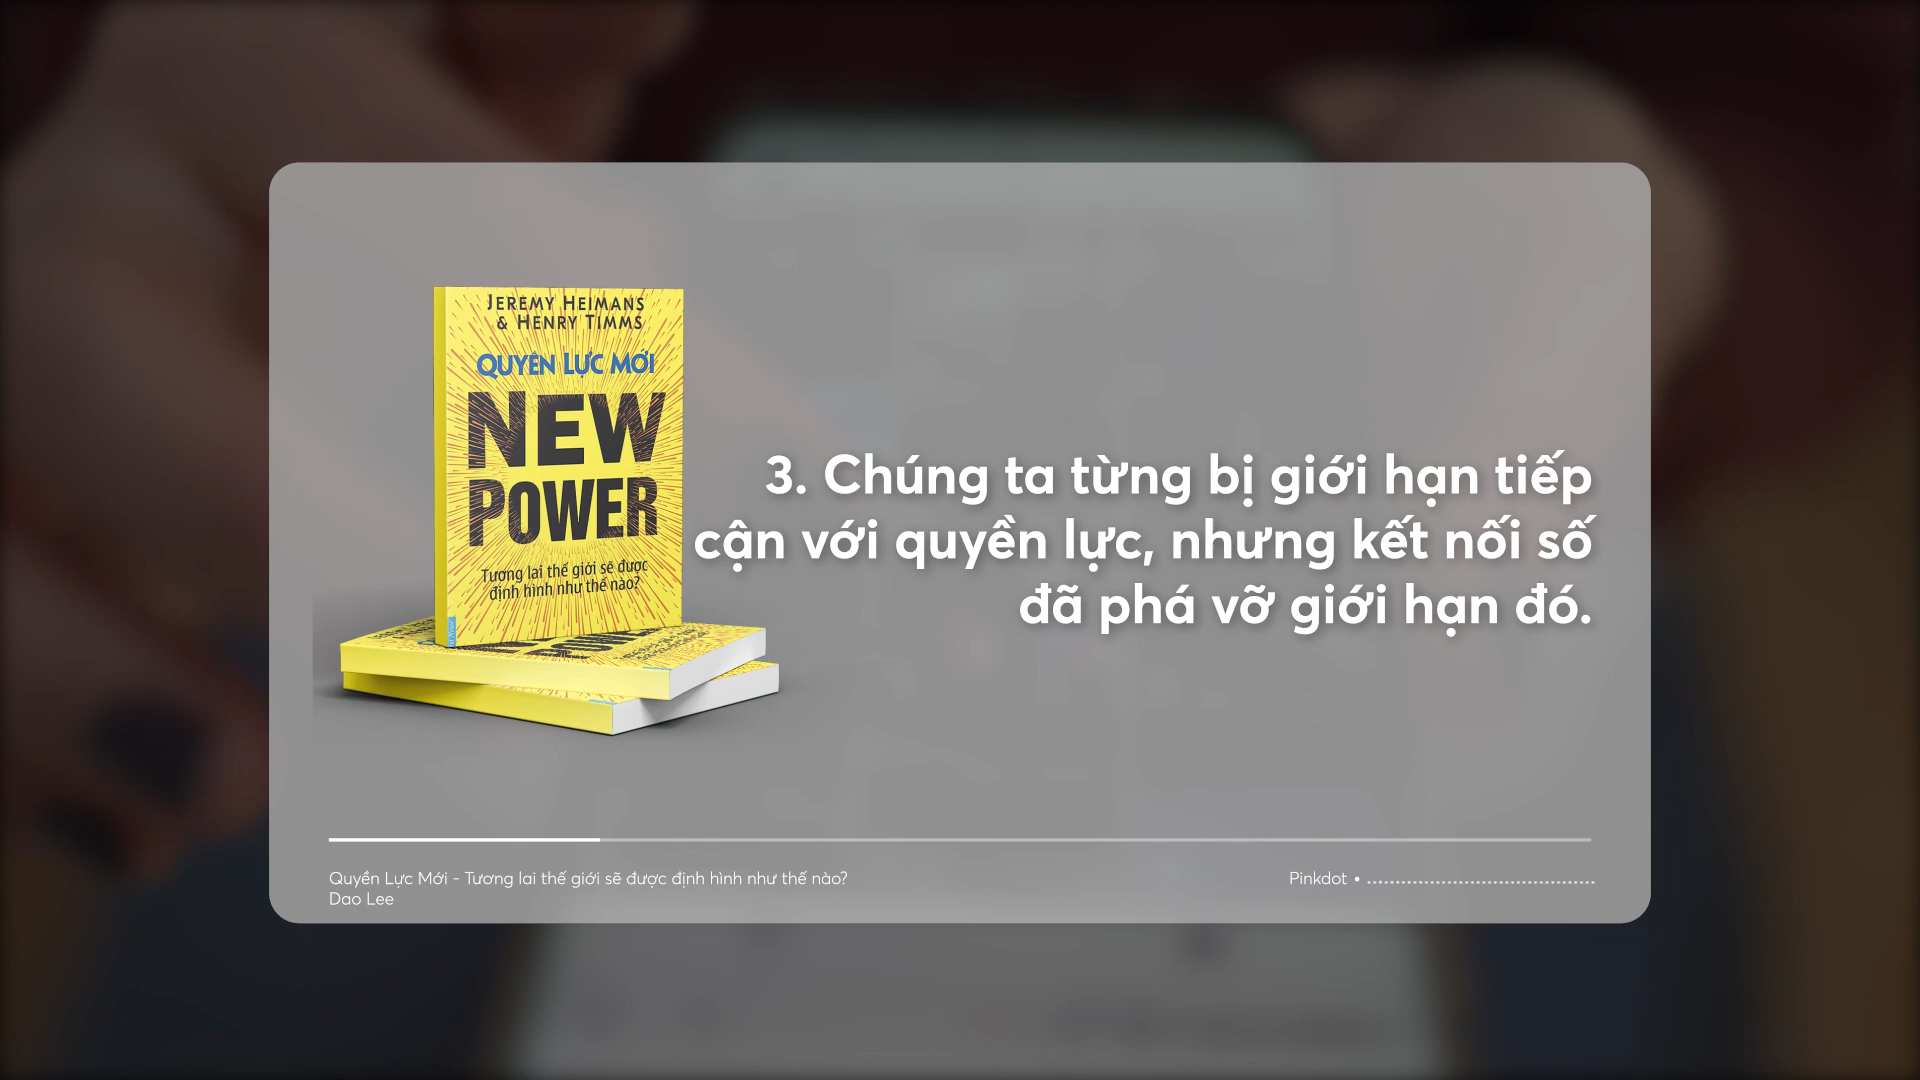 JEREMY HEIMANS
& HENRY TIMMS
QUYỀN LỰC MỚI
NEW
POWER
Tương lai thế giới sẽ được
định hình như thế nào?
3. Chúng ta từng bị giới hạn tiếp
cận với quyền lực, nhưng kết nối số
đã phá vỡ giới hạn đó.
Quyền Lực Mới - Tương lai thế giới sẽ được định hình như thế nào?
Dao Lee
Pinkdot •